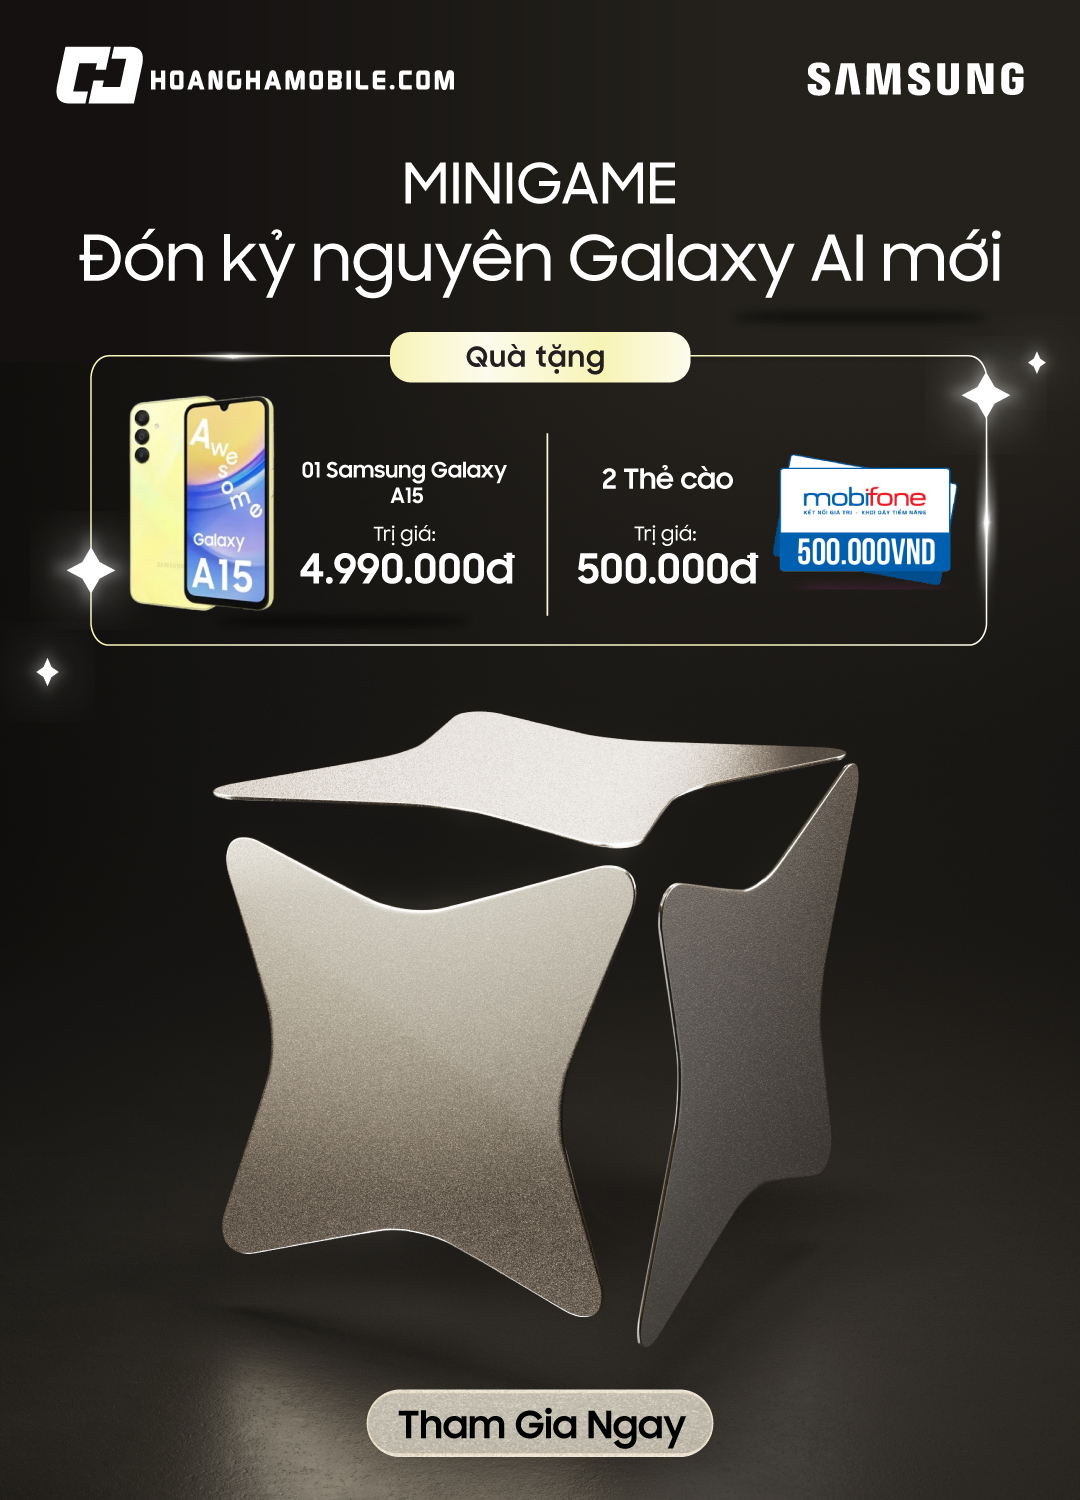 HOANGHAMOBILE.COM
SAMSUNG
MINIGAME
Đón kỷ nguyên Galaxy AI mới
Quà tặng
Awesome
Galaxy
A15
SAMSUNG
01 Samsung Galaxy
A15
Trị giá:
4.990.000đ
2 Thẻ cào
Trị giá:
500.000đ
mobifone
KẾT NỐI GIÁ TRỊ - KHƠI DẬY TIỀM NĂNG
500.000VND
Tham Gia Ngay